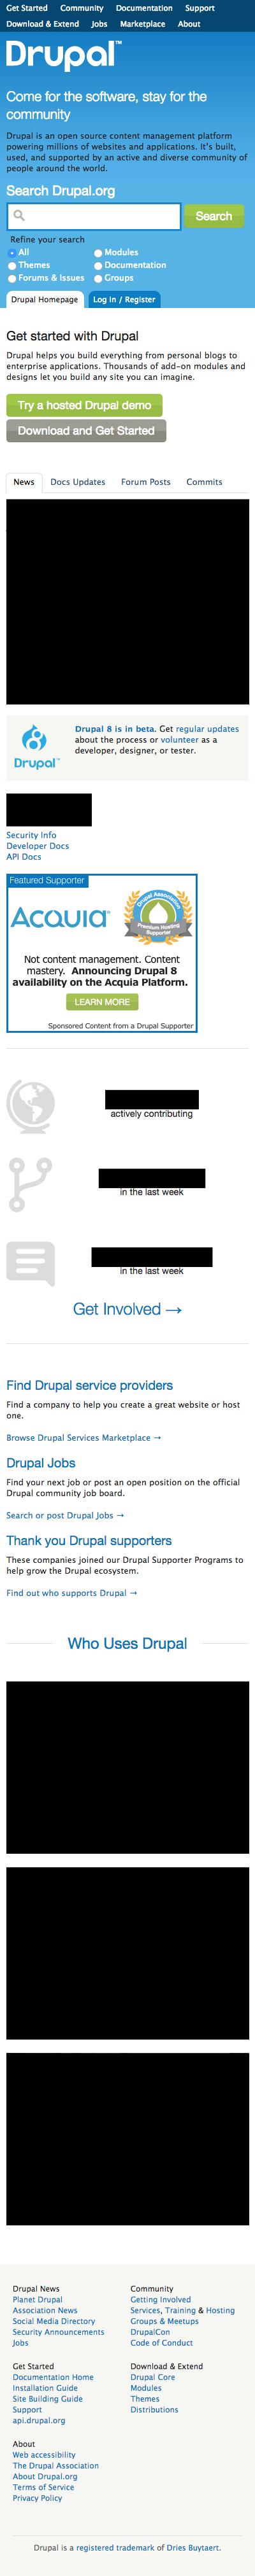 Get Started Community Documentation Support
Download & Extend Jobs Marketplace About
Drupal™
Come for the software, stay for the
community
Drupal is an open source content management platform
powering millions of websites and applications. It's built,
used, and supported by an active and diverse community of
people around the world.
Search Drupal.org
Search
Refine your search
All Modules
Themes Documentation
Forums & Issues Groups
Drupal Homepage Log in / Register
Get started with Drupal
Drupal helps you build everything from personal blogs to
enterprise applications. Thousands of add-on modules and
designs let you build any site you can imagine.
Try a hosted Drupal demo
Download and Get Started
News Docs Updates Forum Posts Commits
Drupal 8 is in beta. Get regular updates
about the process or volunteer as a
developer, designer, or tester.
Drupal™
Security Info
Developer Docs
API Docs
Featured Supporter
ACQUIA®
Drupal Association
Premium Hosting
Supporter
Not content management. Content
mastery. Announcing Drupal 8
availability on the Acquia Platform.
LEARN MORE
Sponsored Content from a Drupal Supporter
actively contributing
in the last week
in the last week
Get Involved →
Find Drupal service providers
Find a company to help you create a great website or host
one.
Browse Drupal Services Marketplace →
Drupal Jobs
Find your next job or post an open position on the official
Drupal community job board.
Search or post Drupal Jobs →
Thank you Drupal supporters
These companies joined our Drupal Supporter Programs to
help grow the Drupal ecosystem.
Find out who supports Drupal →
Who Uses Drupal
Drupal News
Planet Drupal
Association News
Social Media Directory
Security Announcements
Jobs
Community
Getting Involved
Services, Training & Hosting
Groups & Meetups
DrupalCon
Code of Conduct
Get Started
Documentation Home
Installation Guide
Site Building Guide
Support
api.drupal.org
Download & Extend
Drupal Core
Modules
Themes
Distributions
About
Web accessibility
The Drupal Association
About Drupal.org
Terms of Service
Privacy Policy
Drupal is a registered trademark of Dries Buytaert.